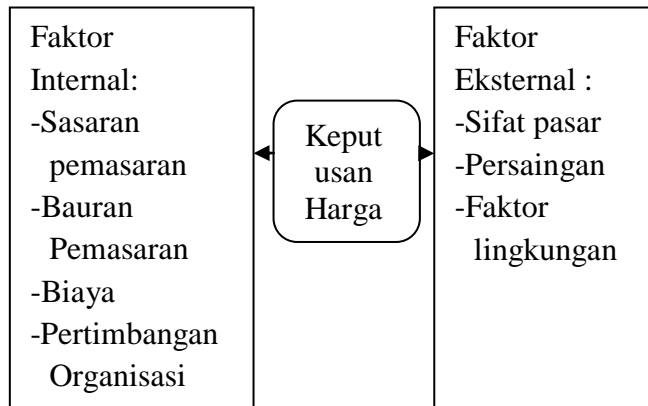 Faktor
Internal:
-Sasaran
pemasaran
-Bauran
Pemasaran
-Biaya
-Pertimbangan
Organisasi
Keput
usan
Harga
Faktor
Eksternal :
-Sifat pasar
-Persaingan
-Faktor
lingkungan